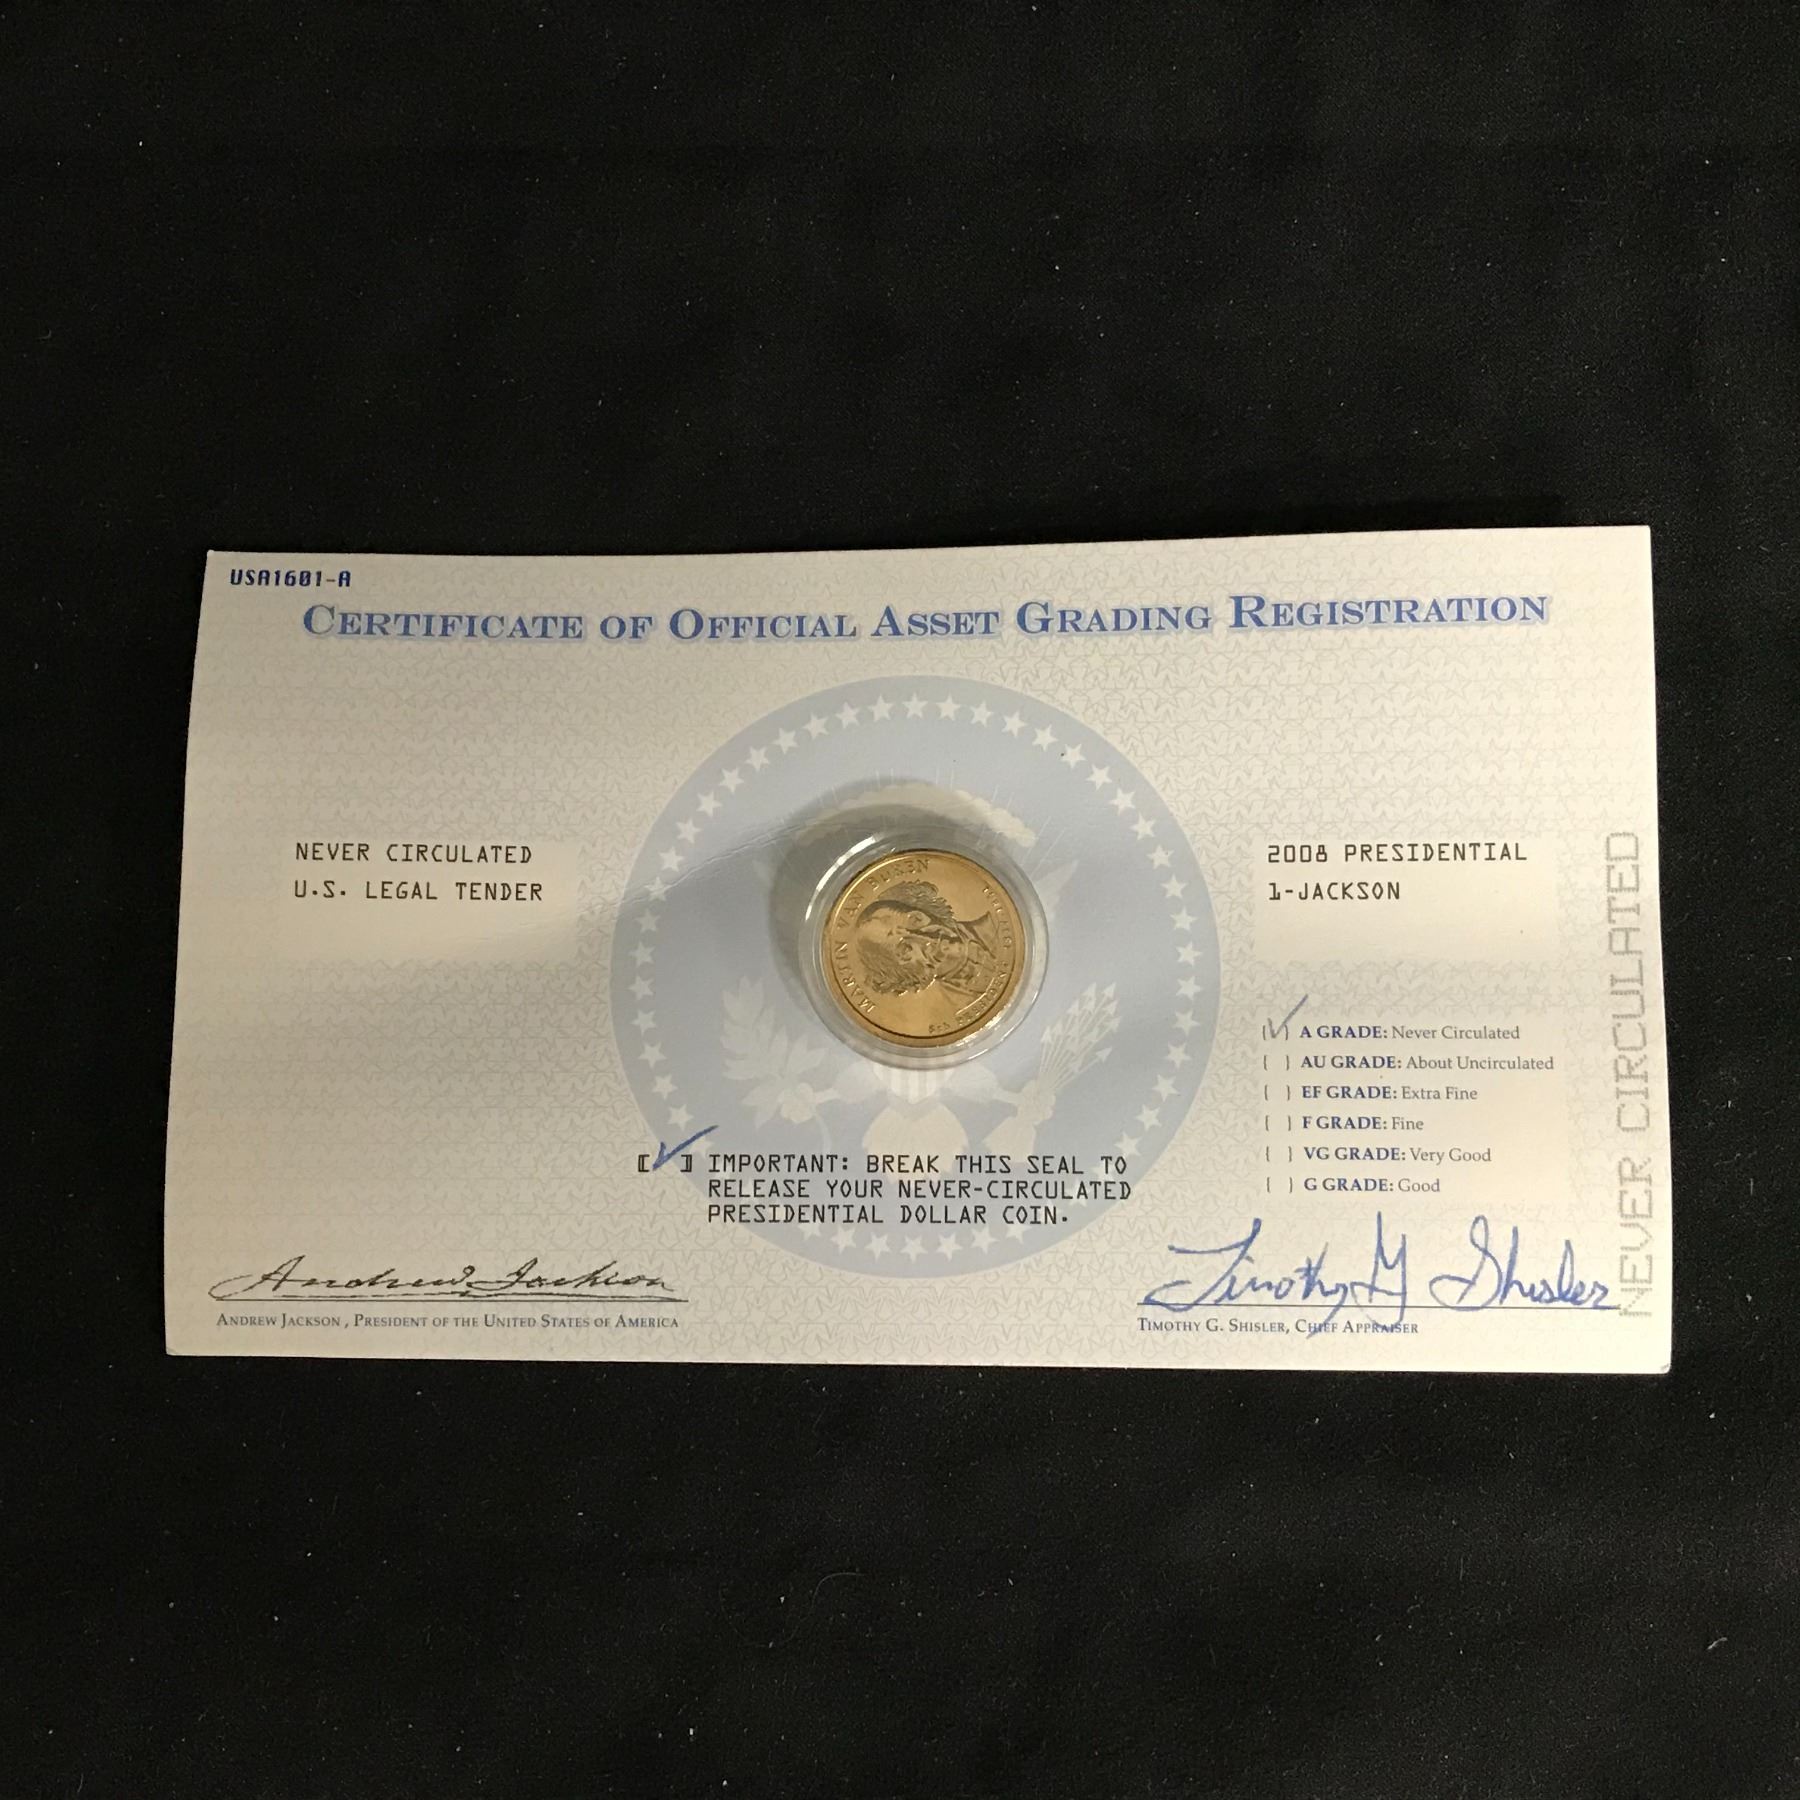 USA1601-A
CERTIFICATE OF OFFICIAL ASSET GRADING REGISTRATION
NEVER CIRCULATED
U.S. LEGAL TENDER
MARTIN VAN BUREN
8TH PRESIDENT
2008 PRESIDENTIAL
1-JACKSON
{✓} A GRADE: Never Circulated
{ } AU GRADE: About Uncirculated
{ } EF GRADE: Extra Fine
{ } F GRADE: Fine
{ } VG GRADE: Very Good
{ } G GRADE: Good
NEVER CIRCULATED
[✓] IMPORTANT: BREAK THIS SEAL TO
RELEASE YOUR NEVER-CIRCULATED
PRESIDENTIAL DOLLAR COIN.
Andrew Jackson
ANDREW JACKSON, PRESIDENT OF THE UNITED STATES OF AMERICA
Timothy G Shisler
TIMOTHY G. SHISLER, CHIEF APPRAISER